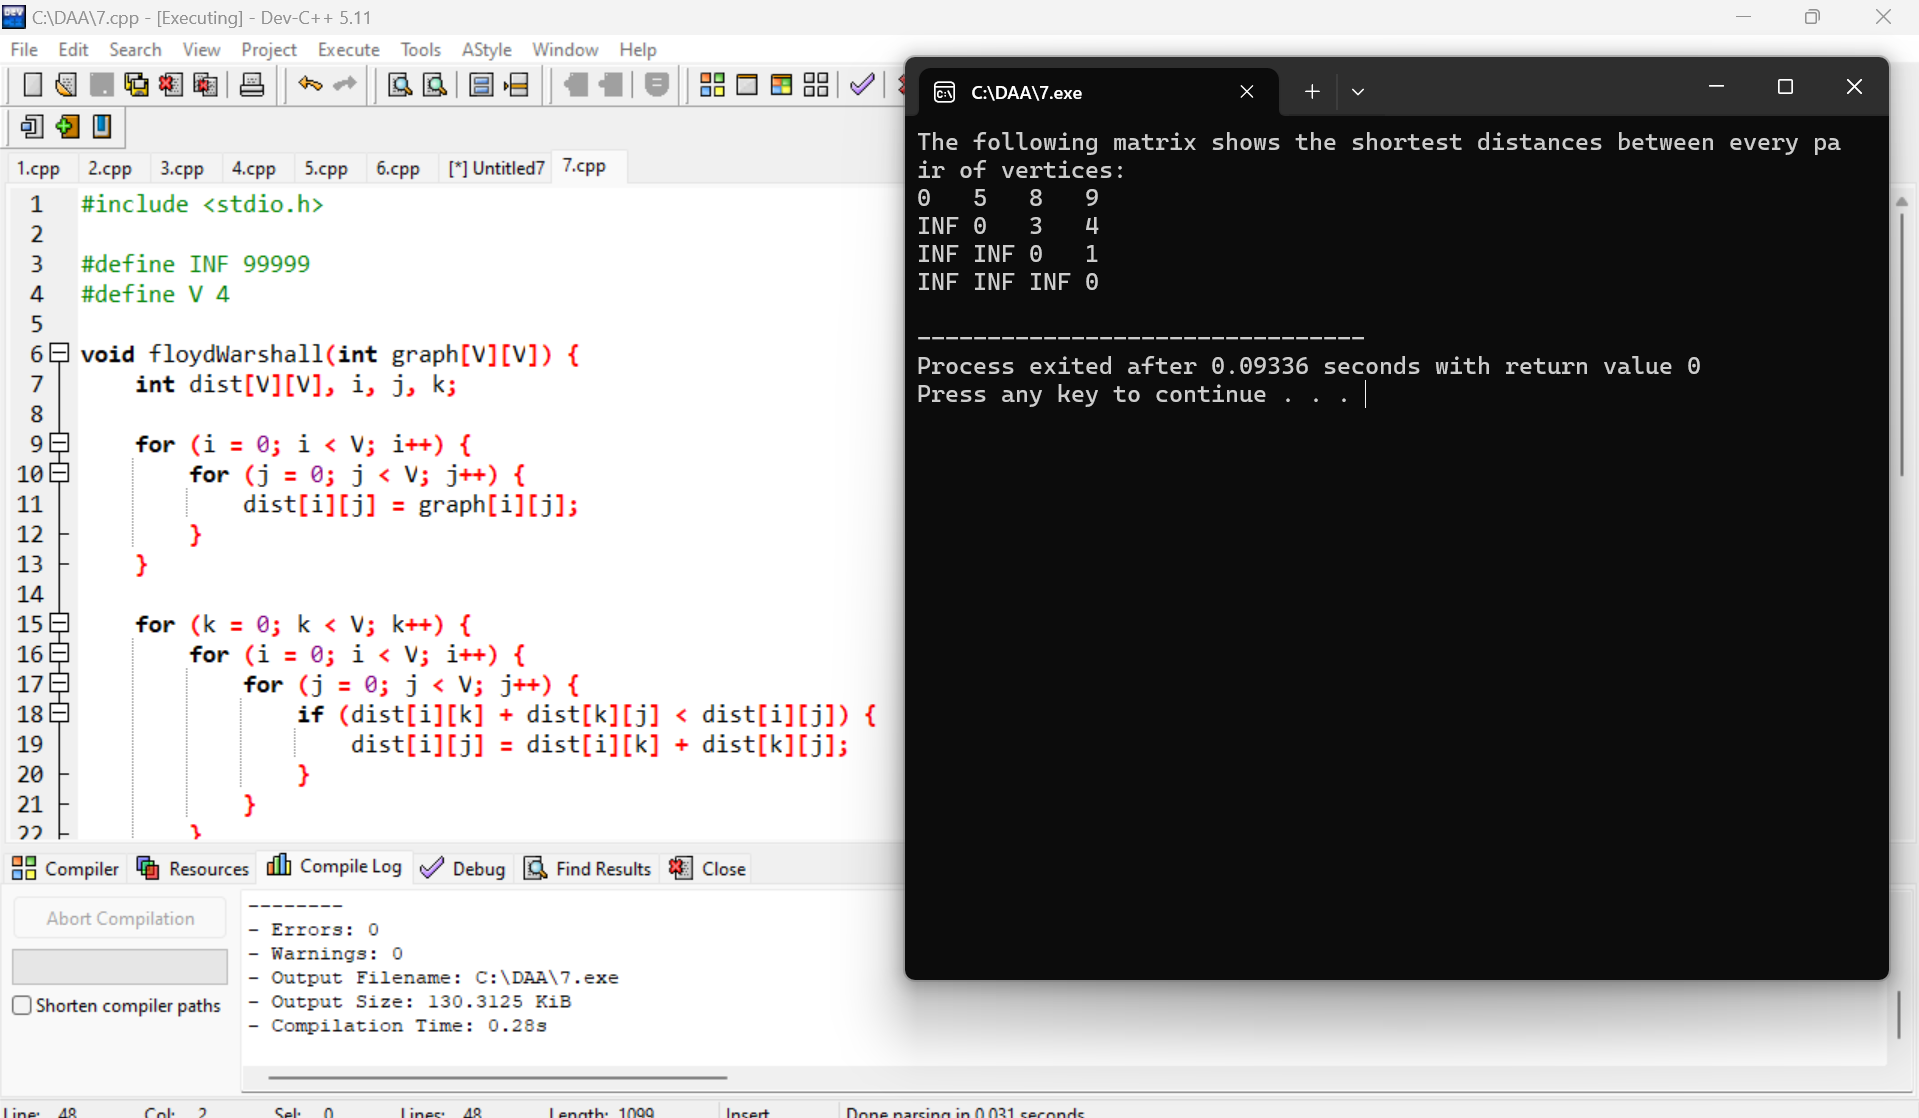 C:\DAA\7.cpp - [Executing] - Dev-C++ 5.11
File Edit Search View Project Execute Tools AStyle Window Help
1.cpp 2.cpp 3.cpp 4.cpp 5.cpp 6.cpp [*] Untitled7 7.cpp
1 #include <stdio.h>
2
3 #define INF 99999
4 #define V 4
5
6 void floydWarshall(int graph[V][V]) {
7 int dist[V][V], i, j, k;
8
9 for (i = 0; i < V; i++) {
10 for (j = 0; j < V; j++) {
11 dist[i][j] = graph[i][j];
12 }
13 }
14
15 for (k = 0; k < V; k++) {
16 for (i = 0; i < V; i++) {
17 for (j = 0; j < V; j++) {
18 if (dist[i][k] + dist[k][j] < dist[i][j]) {
19 dist[i][j] = dist[i][k] + dist[k][j];
20 }
21 }
22 }
C:\DAA\7.exe
The following matrix shows the shortest distances between every pa
ir of vertices:
0 5 8 9
INF 0 3 4
INF INF 0 1
INF INF INF 0
--------------------------------
Process exited after 0.09336 seconds with return value 0
Press any key to continue . . .
Compiler Resources Compile Log Debug Find Results Close
Abort Compilation
Shorten compiler paths
--------
- Errors: 0
- Warnings: 0
- Output Filename: C:\DAA\7.exe
- Output Size: 130.3125 KiB
- Compilation Time: 0.28s
Line: 48 Col: 2 Sel: 0 Lines: 48 Length: 1099 Insert Done parsing in 0.031 seconds